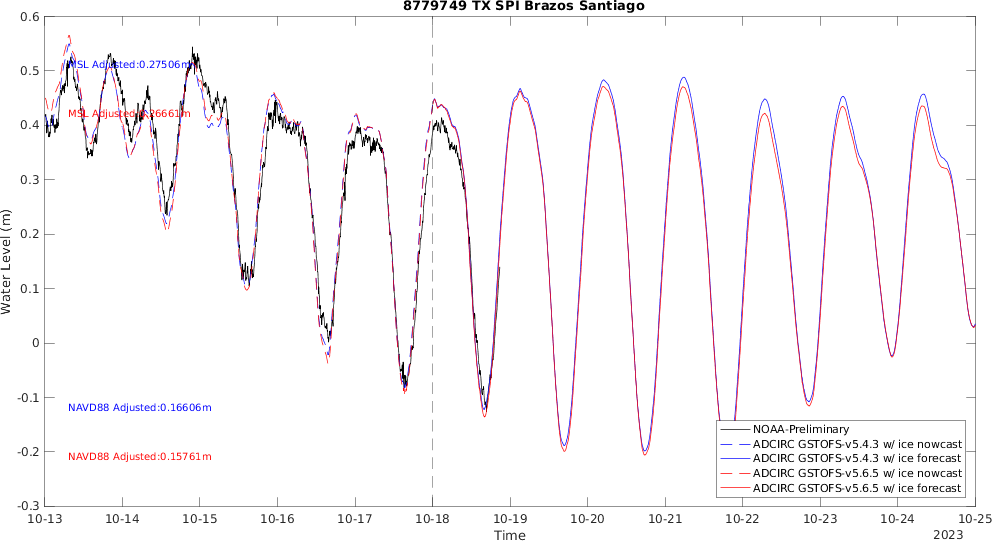 8779749 TX SPI Brazos Santiago
0.6
0.5
0.4
0.3
0.2
0.1
0
-0.1
-0.2
-0.3
Water Level (m)
MSL Adjusted:0.27506m
MSL Adjusted:0.26661m
NAVD88 Adjusted:0.16606m
NAVD88 Adjusted:0.15761m
NOAA-Preliminary
ADCIRC GSTOFS-v5.4.3 w/ ice nowcast
ADCIRC GSTOFS-v5.4.3 w/ ice forecast
ADCIRC GSTOFS-v5.6.5 w/ ice nowcast
ADCIRC GSTOFS-v5.6.5 w/ ice forecast
10-13 10-14 10-15 10-16 10-17 10-18 10-19 10-20 10-21 10-22 10-23 10-24 10-25
Time
2023